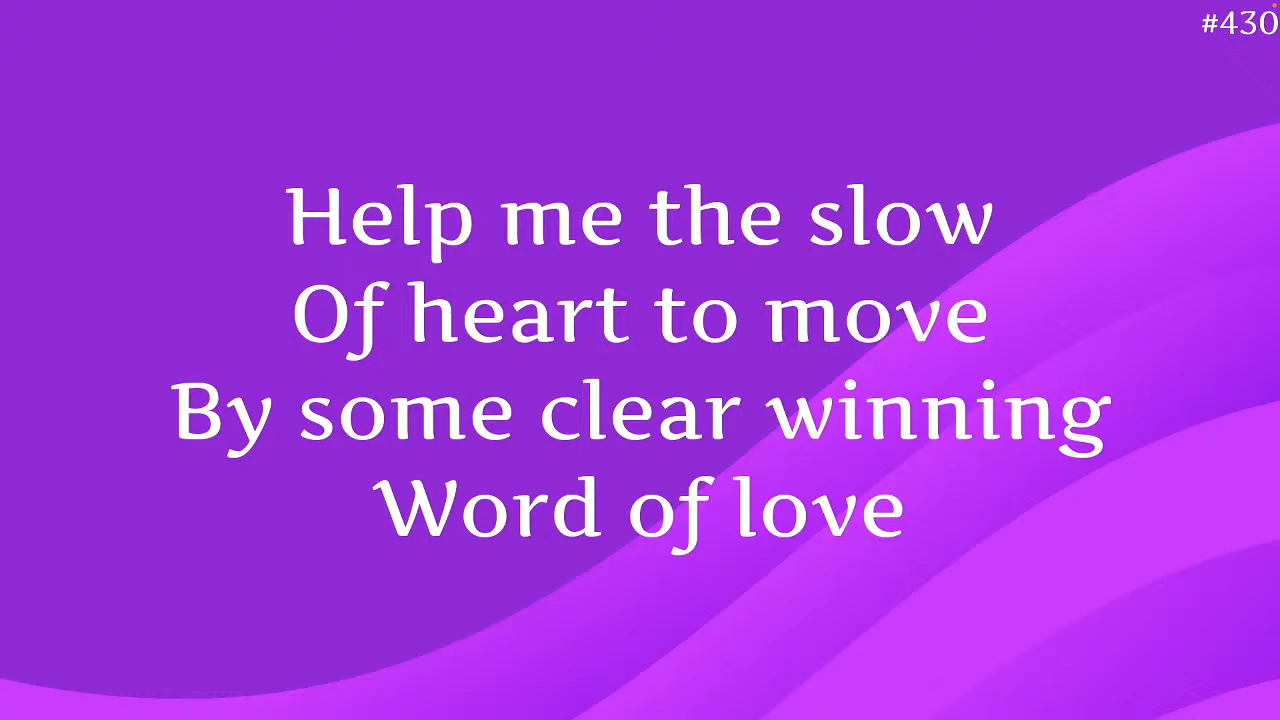 #430
Help me the slow
Of heart to move
By some clear winning
Word of love